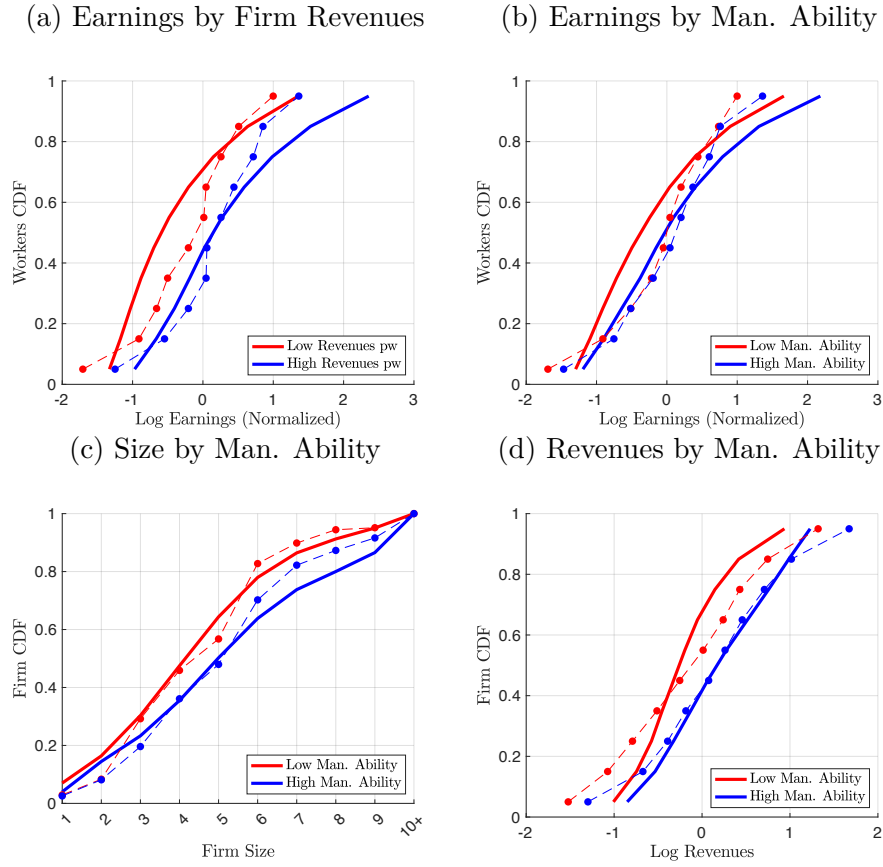 (a) Earnings by Firm Revenues
Workers CDF
1
0.8
0.6
0.4
0.2
0
-2
-1
0
1
2
3
Log Earnings (Normalized)
Low Revenues pw
High Revenues pw
(b) Earnings by Man. Ability
Workers CDF
1
0.8
0.6
0.4
0.2
0
-2
-1
0
1
2
3
Log Earnings (Normalized)
Low Man. Ability
High Man. Ability
(c) Size by Man. Ability
Firm CDF
1
0.8
0.6
0.4
0.2
0
1
2
3
4
5
6
7
8
9
10+
Firm Size
Low Man. Ability
High Man. Ability
(d) Revenues by Man. Ability
Firm CDF
1
0.8
0.6
0.4
0.2
0
-2
-1
0
1
2
Log Revenues
Low Man. Ability
High Man. Ability